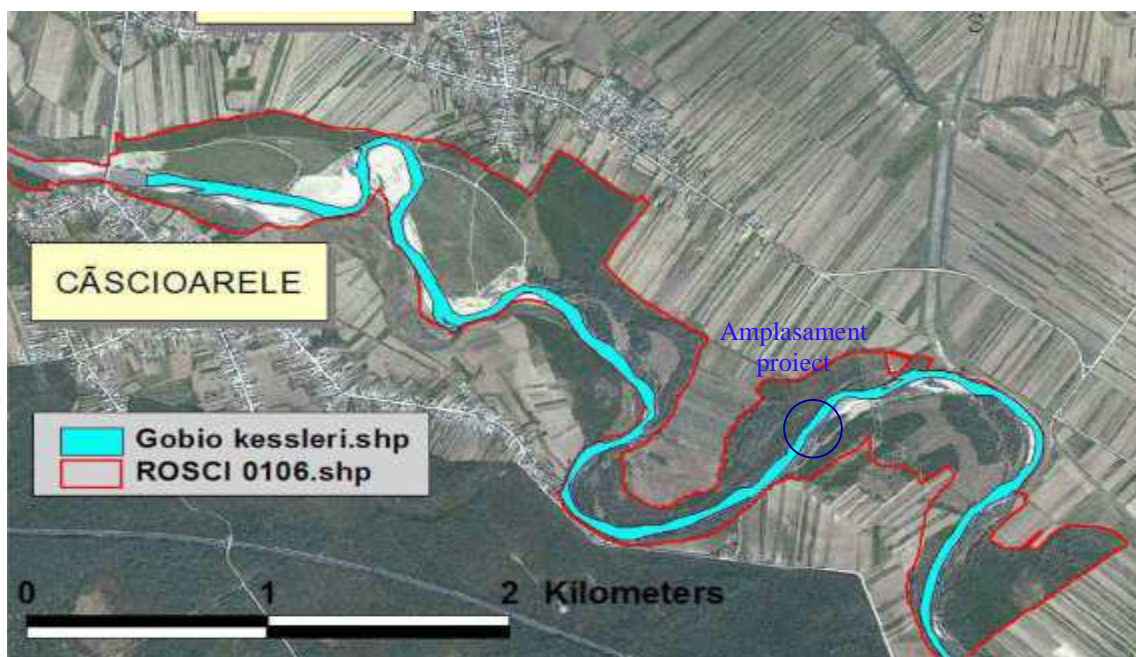 S
CĂSCIOARELE
Amplasament
proiect
Gobio kessleri.shp
ROSCI 0106.shp
0 1 2 Kilometers